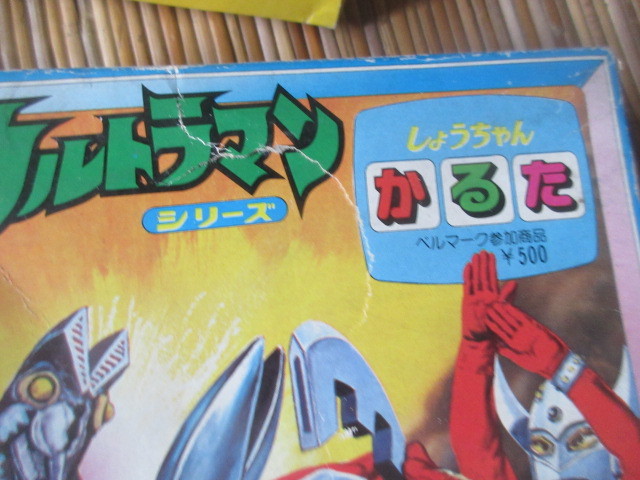 ウルトラマン
シリーズ
しょうちゃん
かるた
ベルマーク参加商品
￥500